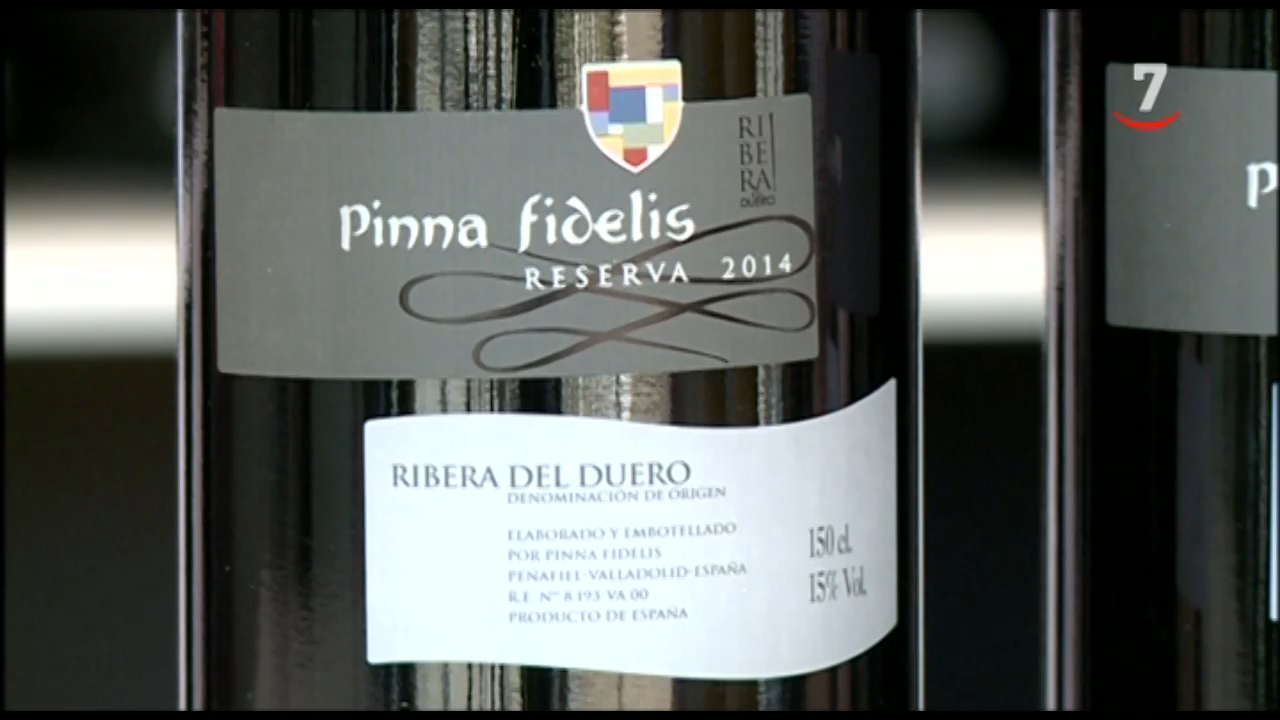 7
RI
BE
RA
DUERO
Pinna fidelis
RESERVA 2014
RIBERA DEL DUERO
DENOMINACIÓN DE ORIGEN
ELABORADO Y EMBOTELLADO
POR PINNA FIDELIS
PEÑAFIEL-VALLADOLID-ESPAÑA
R.E. Nº 8193-VA 00
PRODUCTO DE ESPAÑA
150 cl.
15% Vol.
P